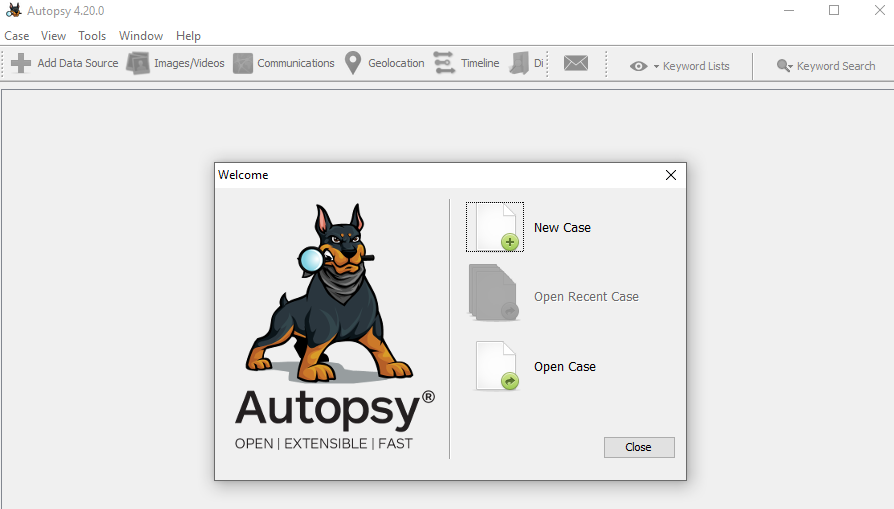 Autopsy 4.20.0
Case View Tools Window Help
Add Data Source Images/Videos Communications Geolocation Timeline Di Keyword Lists Keyword Search
Welcome
New Case
Open Recent Case
Open Case
Autopsy®
OPEN | EXTENSIBLE | FAST
Close